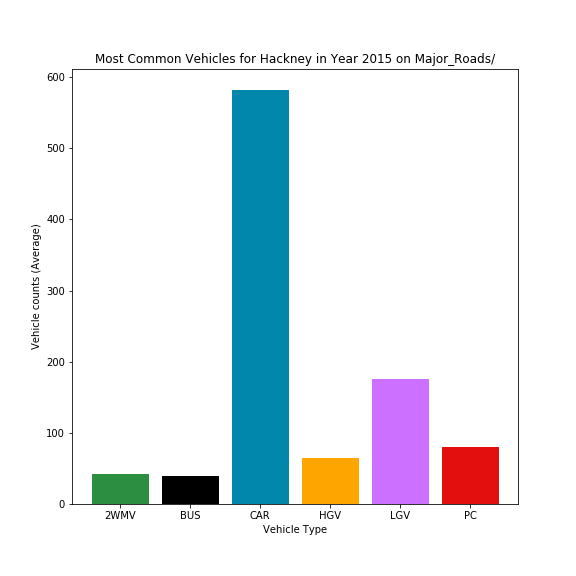 Most Common Vehicles for Hackney in Year 2015 on Major_Roads/
600
500
400
300
200
100
0
Vehicle counts (Average)
2WMV BUS CAR HGV LGV PC
Vehicle Type